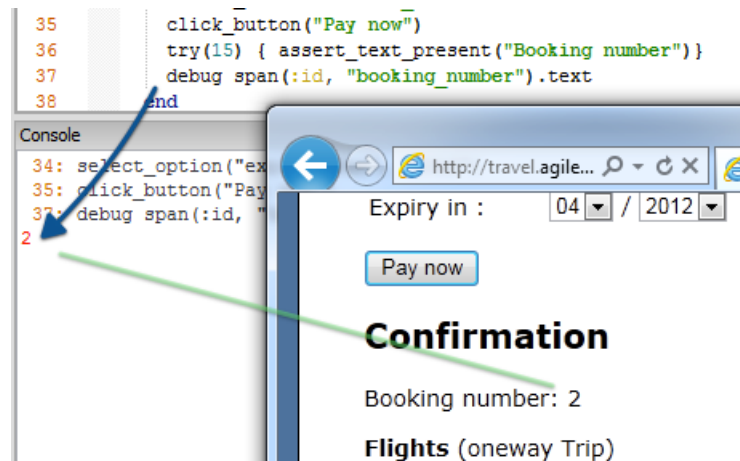 35 click_button("Pay now")
36 try(15) { assert_text_present("Booking number")}
37 debug span(:id, "booking_number").text
38 end
Console
34: select_option("ex
35: click_button("Pay
37: debug span(:id, "
2
http://travel.agile...
Expiry in : 04 / 2012
Pay now
Confirmation
Booking number: 2
Flights (oneway Trip)